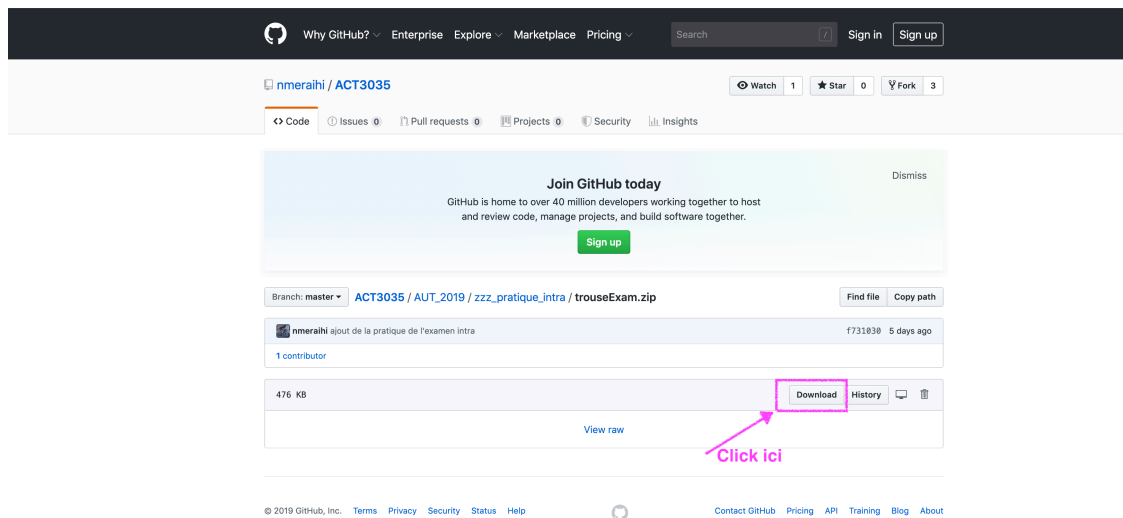 Why GitHub? Enterprise Explore Marketplace Pricing Search / Sign in Sign up
nmeraihi / ACT3035 Watch 1 Star 0 Fork 3
<> Code Issues 0 Pull requests 0 Projects 0 Security Insights
Dismiss
Join GitHub today
GitHub is home to over 40 million developers working together to host
and review code, manage projects, and build software together.
Sign up
Branch: master ACT3035 / AUT_2019 / zzz_pratique_intra / trouseExam.zip Find file Copy path
nmeraihi ajout de la pratique de l'examen intra f731030 5 days ago
1 contributor
476 KB Download History
View raw
Click ici
© 2019 GitHub, Inc. Terms Privacy Security Status Help Contact GitHub Pricing API Training Blog About